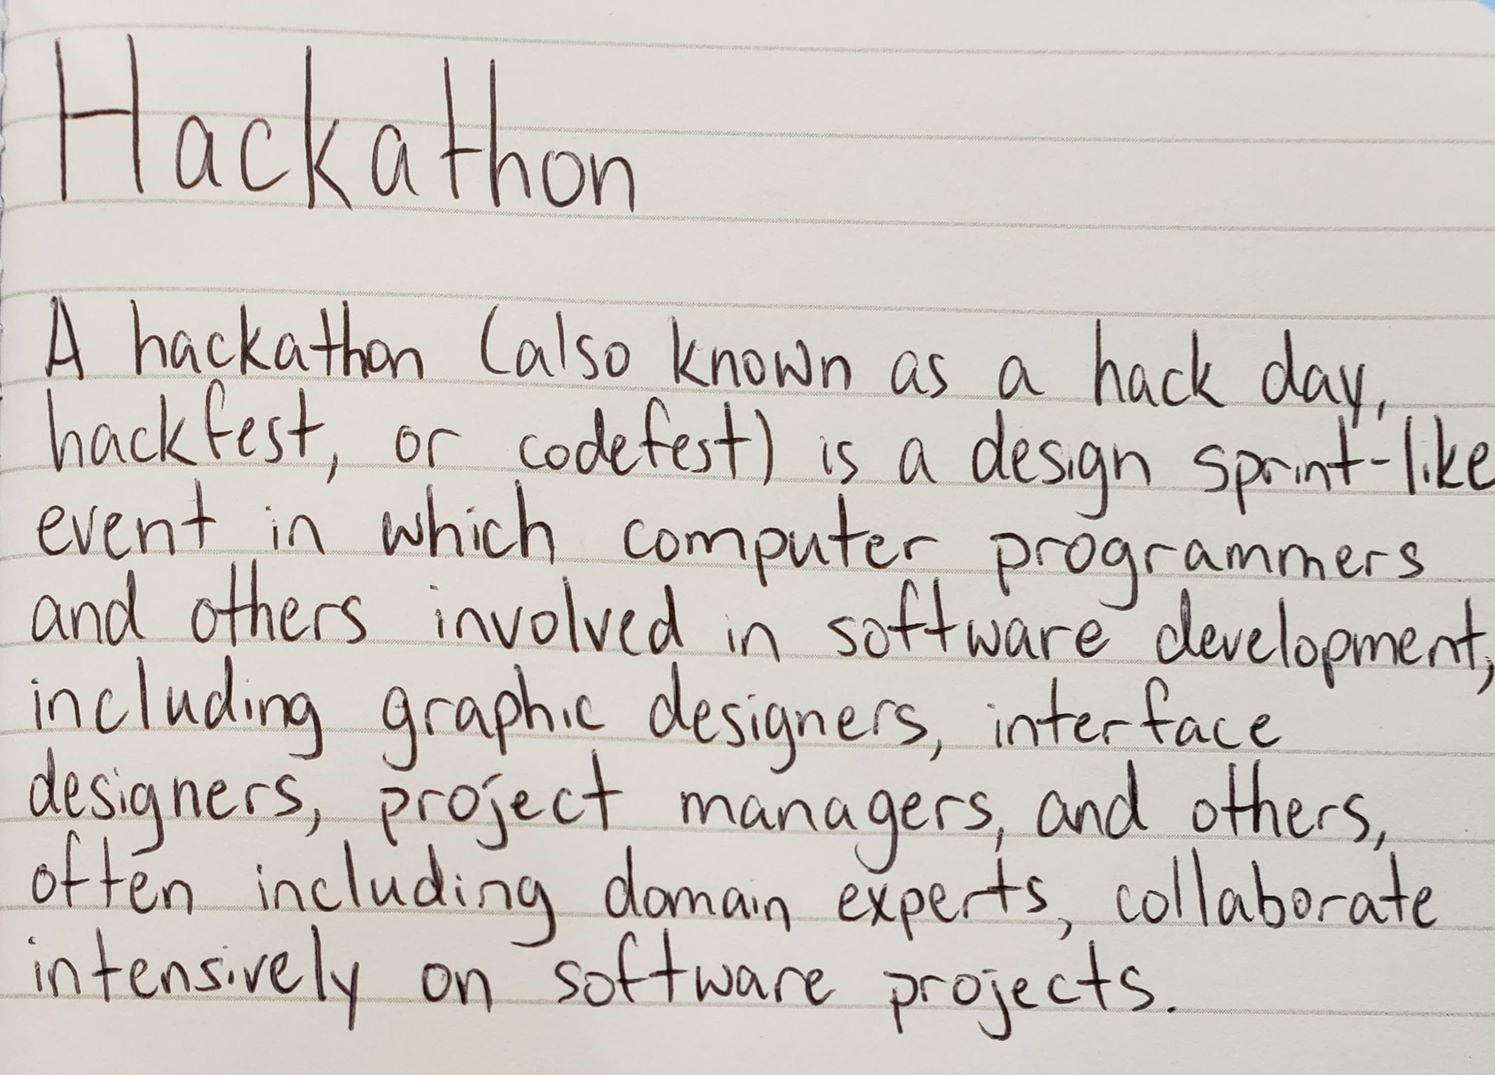 Hackathon
A hackathon (also known as a hack day,
hackfest, or codefest) is a design sprint-like
event in which computer programmers
and others involved in software development,
including graphic designers, interface
designers, project managers, and others,
often including domain experts, collaborate
intensively on software projects.